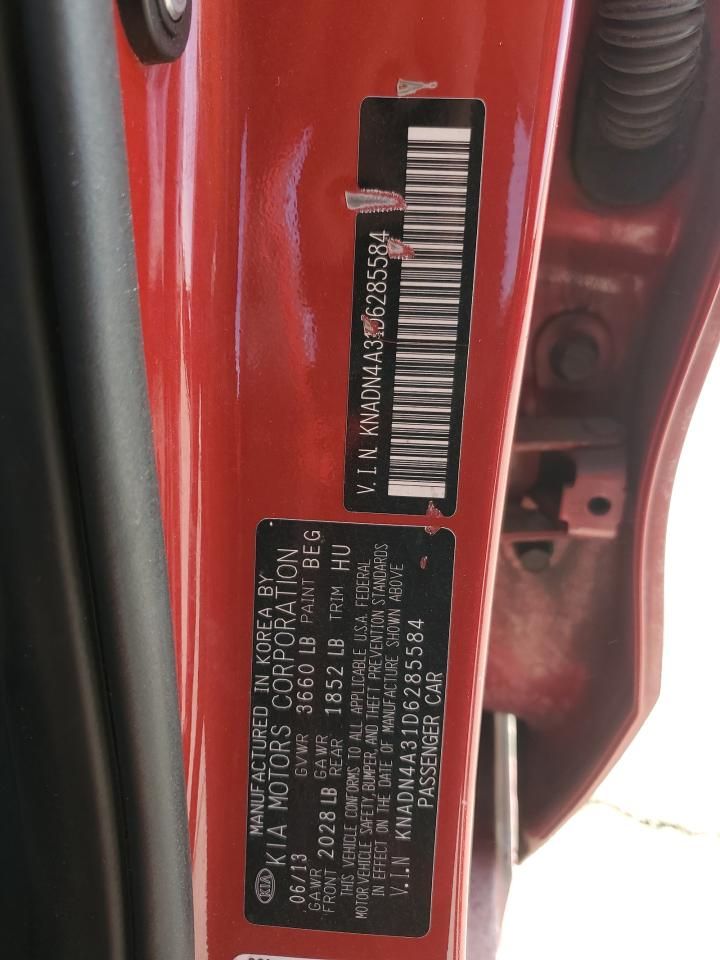 MANUFACTURED IN KOREA BY
KIA KIA MOTORS CORPORATION
06/13 GVWR 3660 LB PAINT BEG
GAWR FRONT 2028 LB GAWR REAR 1852 LB TRIM HU
THIS VEHICLE CONFORMS TO ALL APPLICABLE U.S.A. FEDERAL
MOTOR VEHICLE SAFETY, BUMPER, AND THEFT PREVENTION STANDARDS
IN EFFECT ON THE DATE OF MANUFACTURE SHOWN ABOVE
V.I.N KNADN4A31D6285584
PASSENGER CAR
V.I.N KNADN4A31D6285584